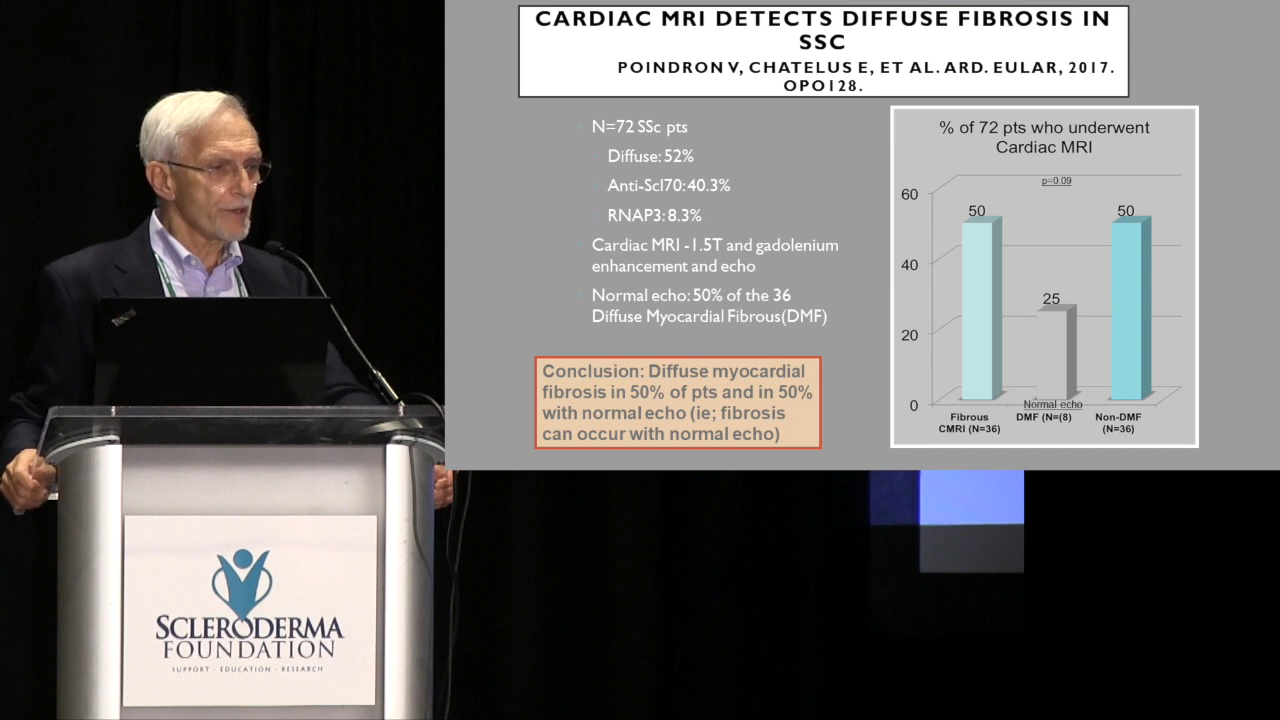 CARDIAC MRI DETECTS DIFFUSE FIBROSIS IN
SSC
POINDRON V, CHATELUS E, ET AL. ARD. EULAR, 2017.
OPO128.
N=72 SSc pts
Diffuse: 52%
Anti-Scl70: 40.3%
RNAP3: 8.3%
Cardiac MRI -1.5T and gadolenium
enhancement and echo
Normal echo: 50% of the 36
Diffuse Myocardial Fibrous(DMF)
Conclusion: Diffuse myocardial
fibrosis in 50% of pts and in 50%
with normal echo (ie; fibrosis
can occur with normal echo)
% of 72 pts who underwent
Cardiac MRI
p=0.09
60
40
20
0
50
25
50
Normal echo
Fibrous
CMRI (N=36)
DMF (N=(8)
Non-DMF
(N=36)
ThinkPad
SCLERODERMA
FOUNDATION
SUPPORT · EDUCATION · RESEARCH